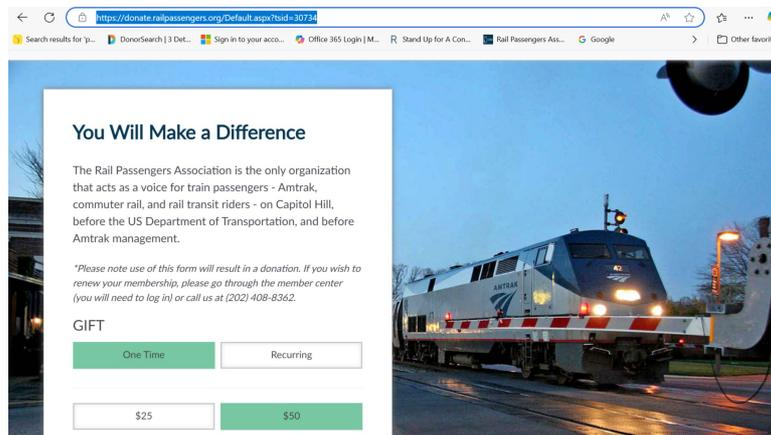 https://donate.railpassengers.org/Default.aspx?tsid=30734
Search results for 'p...
DonorSearch | 3 Det...
Sign in to your acco...
Office 365 Login | M...
R Stand Up for A Con...
Rail Passengers Ass...
G Google
Other favorit
You Will Make a Difference
The Rail Passengers Association is the only organization
that acts as a voice for train passengers - Amtrak,
commuter rail, and rail transit riders - on Capitol Hill,
before the US Department of Transportation, and before
Amtrak management.
*Please note use of this form will result in a donation. If you wish to
renew your membership, please go through the member center
(you will need to log in) or call us at (202) 408-8362.
GIFT
One Time
Recurring
$25
$50
42
AMTRAK